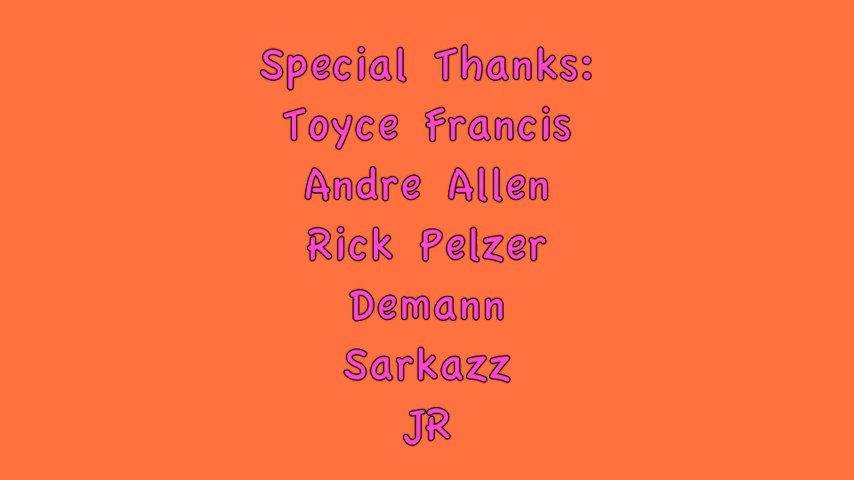 Special Thanks:
Toyce Francis
Andre Allen
Rick Pelzer
Demann
Sarkazz
JR